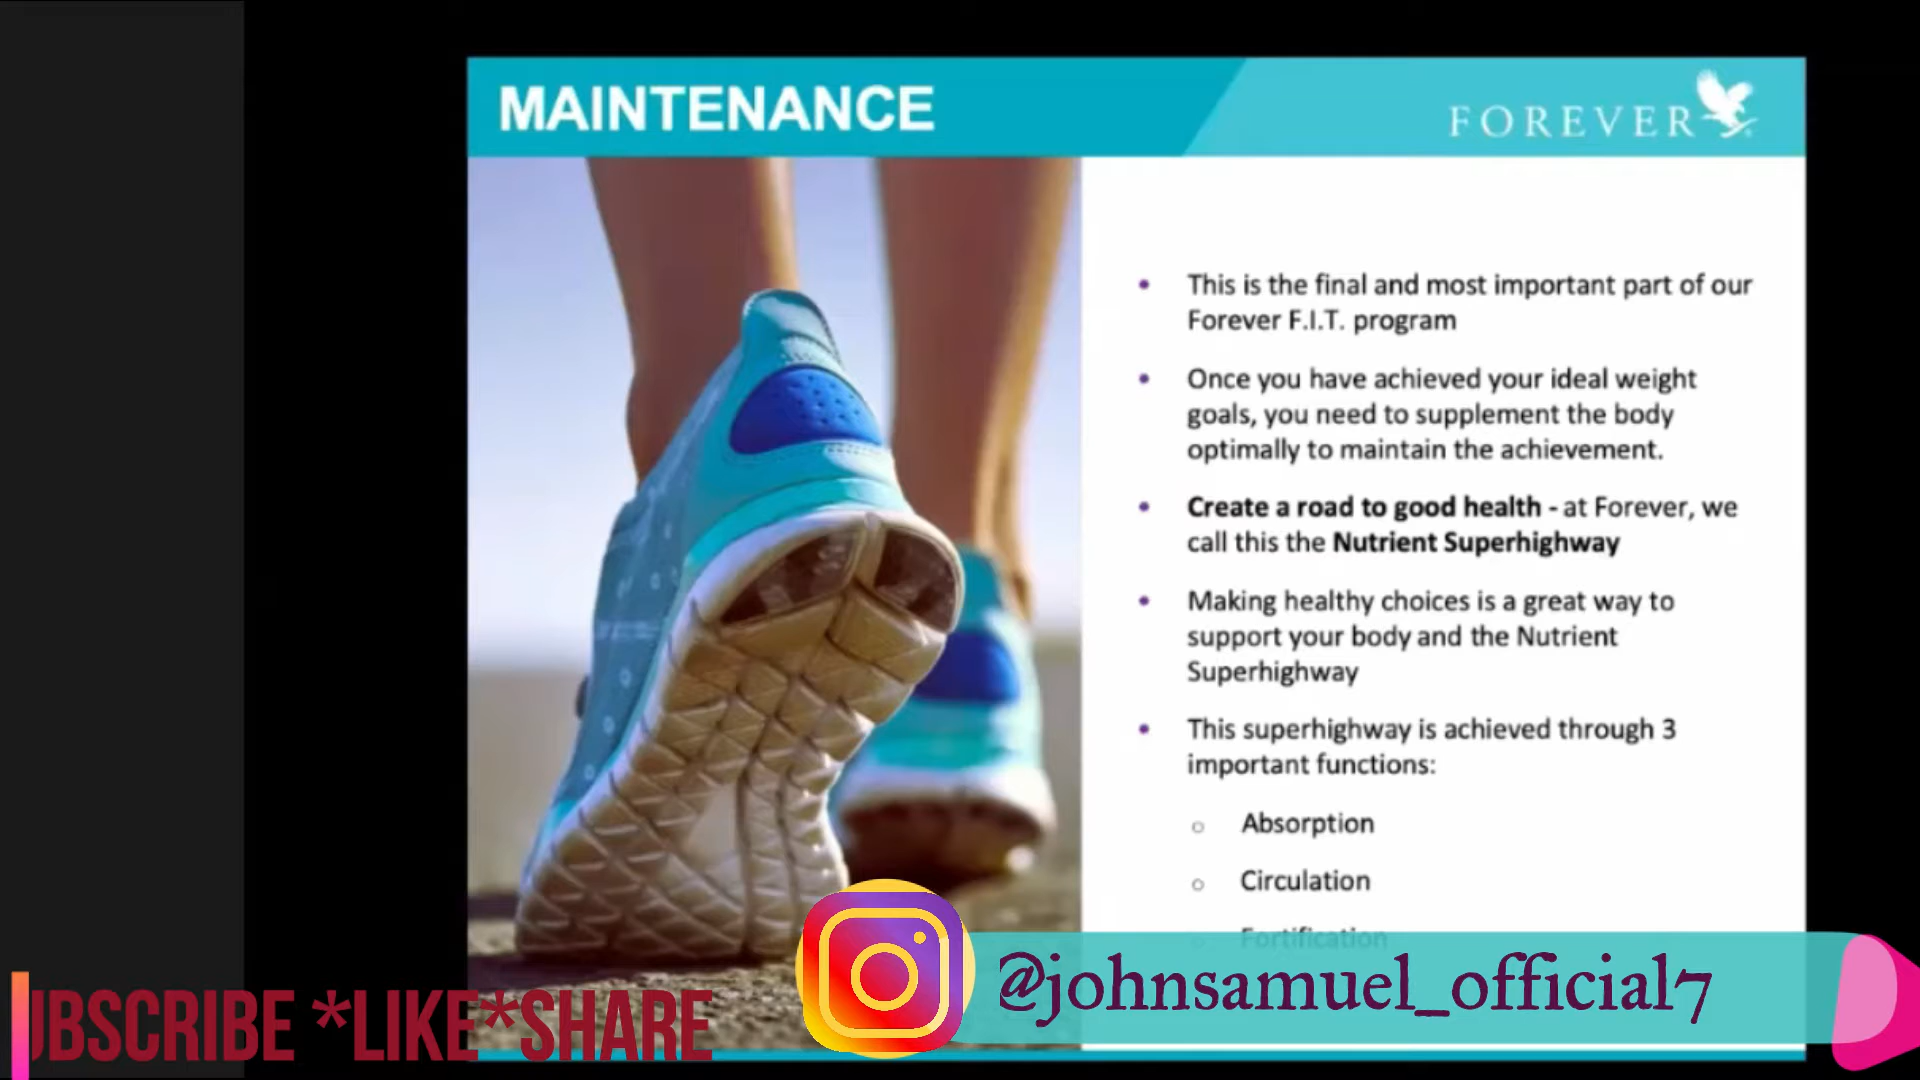 MAINTENANCE
FOREVER
• This is the final and most important part of our
Forever F.I.T. program
• Once you have achieved your ideal weight
goals, you need to supplement the body
optimally to maintain the achievement.
• Create a road to good health - at Forever, we
call this the Nutrient Superhighway
• Making healthy choices is a great way to
support your body and the Nutrient
Superhighway
• This superhighway is achieved through 3
important functions:
o Absorption
o Circulation
o Fortification
@johnsamuel_official7
UBSCRIBE *LIKE*SHARE